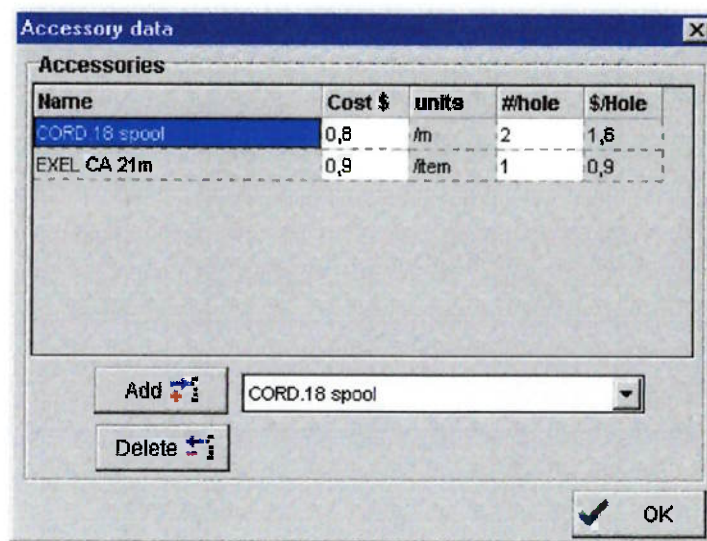 Accessory data
Accessories
Name Cost $ units #/hole $/Hole
CORD.18 spool 0,8 /m 2 1,6
EXEL CA 21m 0,9 /item 1 0,9
Add CORD.18 spool
Delete
OK